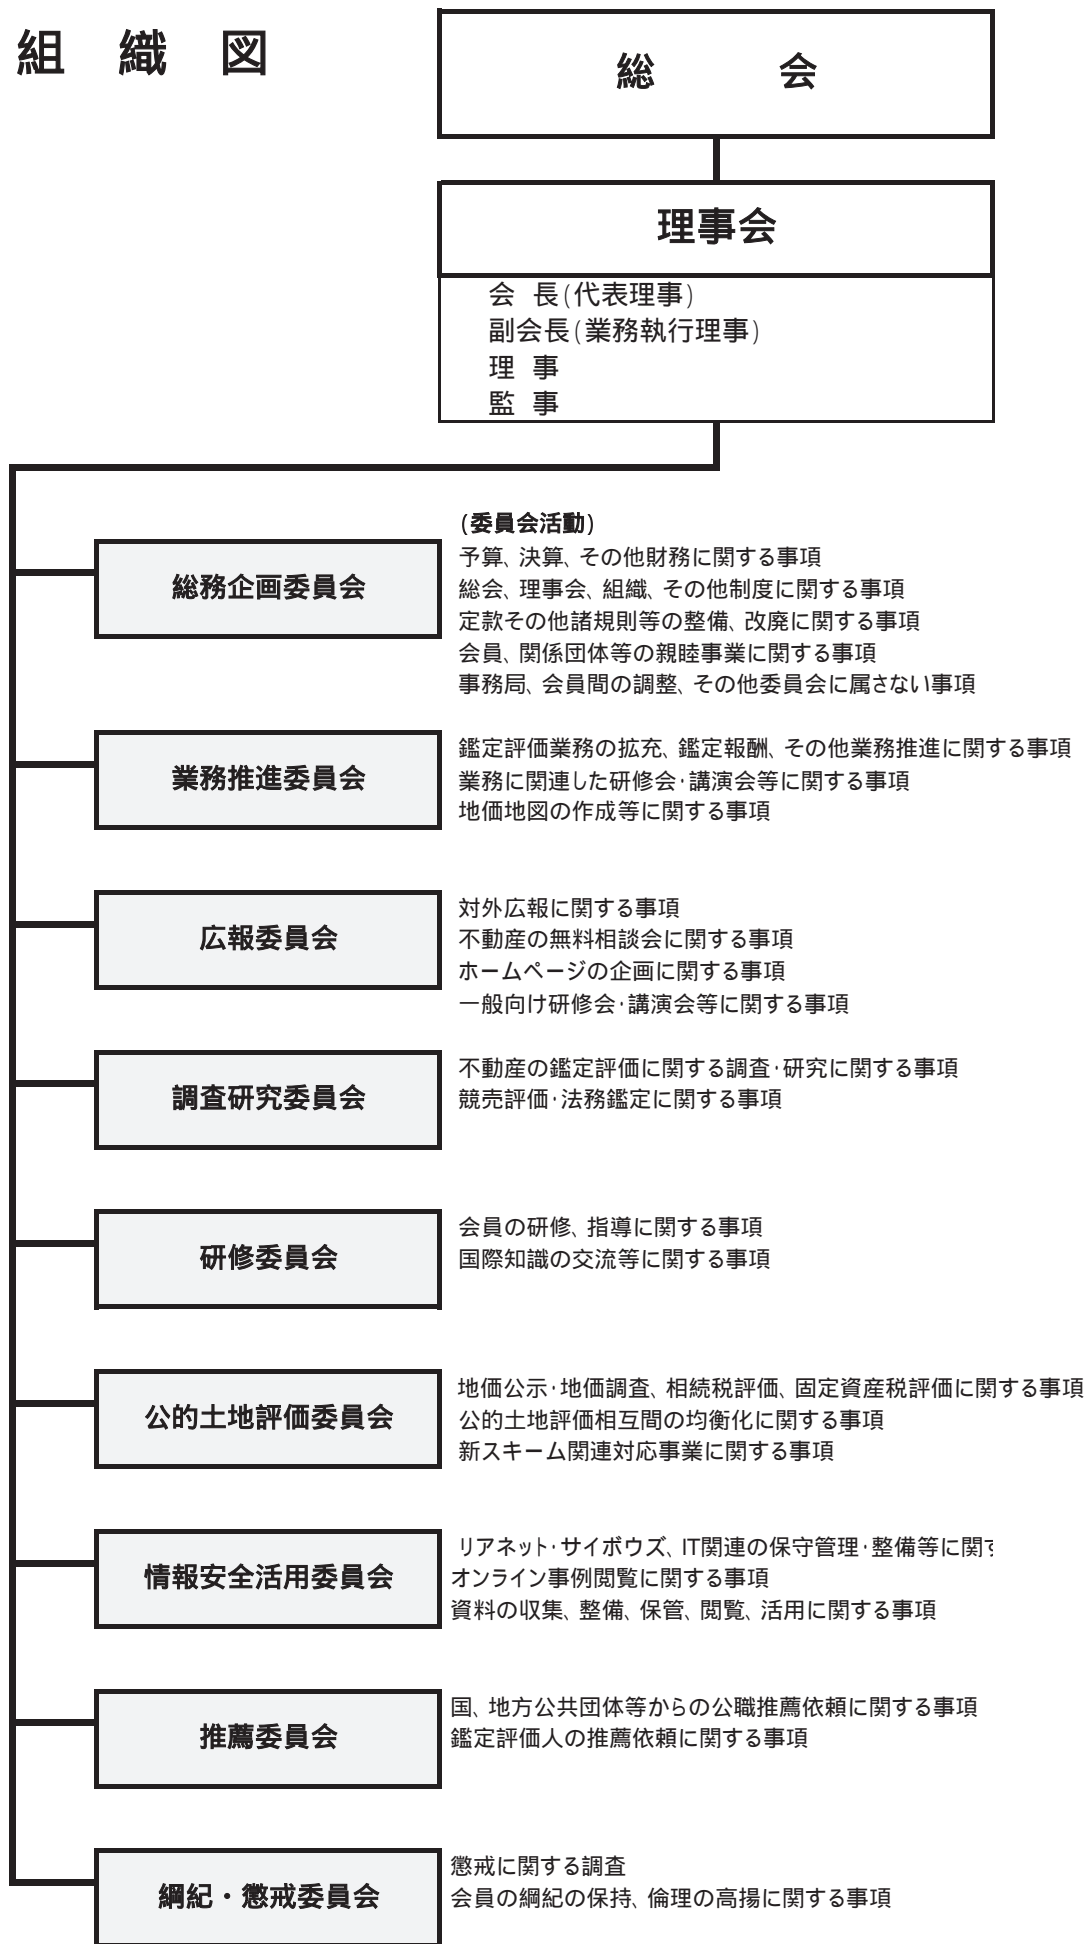 組 織 図
総 会
理事会
会 長(代表理事)
副会長(業務執行理事)
理 事
監 事
(委員会活動)
総務企画委員会
予算、決算、その他財務に関する事項
総会、理事会、組織、その他制度に関する事項
定款その他諸規則等の整備、改廃に関する事項
会員、関係団体等の親睦事業に関する事項
事務局、会員間の調整、その他委員会に属さない事項
業務推進委員会
鑑定評価業務の拡充、鑑定報酬、その他業務推進に関する事項
業務に関連した研修会・講演会等に関する事項
地価地図の作成等に関する事項
広報委員会
対外広報に関する事項
不動産の無料相談会に関する事項
ホームページの企画に関する事項
一般向け研修会・講演会等に関する事項
調査研究委員会
不動産の鑑定評価に関する調査・研究に関する事項
競売評価・法務鑑定に関する事項
研修委員会
会員の研修、指導に関する事項
国際知識の交流等に関する事項
公的土地評価委員会
地価公示・地価調査、相続税評価、固定資産税評価に関する事項
公的土地評価相互間の均衡化に関する事項
新スキーム関連対応事業に関する事項
情報安全活用委員会
リアネット・サイボウズ、IT関連の保守管理・整備等に関す
オンライン事例閲覧に関する事項
資料の収集、整備、保管、閲覧、活用に関する事項
推薦委員会
国、地方公共団体等からの公職推薦依頼に関する事項
鑑定評価人の推薦依頼に関する事項
綱紀・懲戒委員会
懲戒に関する調査
会員の綱紀の保持、倫理の高揚に関する事項